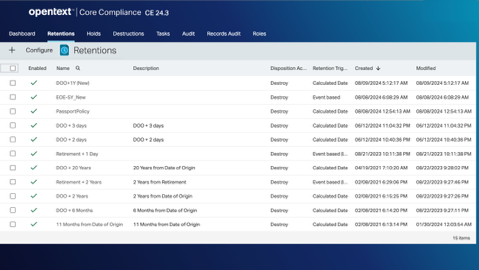 opentext™ | Core Compliance CE 24.3
Dashboard Retentions Holds Destructions Tasks Audit Records Audit Roles
+ Configure Retentions
Enabled Name Description Disposition Ac... Retention Trig... Created Modified
DOO+1Y (New) Destroy Calculated Date 08/09/2024 5:12:17 AM 08/09/2024 5:12:17 AM
EOE-5Y_New Destroy Event based 08/08/2024 6:08:29 AM 08/08/2024 6:08:29 AM
PassportPolicy Destroy Calculated Date 08/08/2024 12:54:13 AM 08/08/2024 12:54:13 AM
DOO + 3 days DOO + 3 days Destroy Calculated Date 06/12/2024 11:04:32 PM 06/12/2024 11:04:32 PM
DOO + 2 days DOO + 2 days Destroy Calculated Date 06/12/2024 10:40:36 PM 06/12/2024 10:40:36 PM
Retirement + 1 Day Destroy Event based S... 08/21/2023 10:11:38 PM 08/21/2023 10:11:38 PM
DOO + 20 Years 20 Years from Date of Origin Destroy Calculated Date 04/19/2021 7:10:20 AM 08/22/2023 9:28:02 PM
Retirement + 2 Years 2 Years from Retirement Destroy Event based S... 02/08/2021 6:29:06 PM 08/22/2023 9:27:46 PM
DOO + 2 Years 2 Years from Date of Origin Destroy Calculated Date 02/08/2021 6:15:25 PM 08/22/2023 9:27:26 PM
DOO + 6 Months 6 Months from Date of Origin Destroy Calculated Date 02/08/2021 6:14:20 PM 08/22/2023 9:27:11 PM
11 Months from Date of Origin 11 Months from Date of Origin Destroy Calculated Date 02/08/2021 6:13:14 PM 01/30/2024 12:03:54 AM
15 items